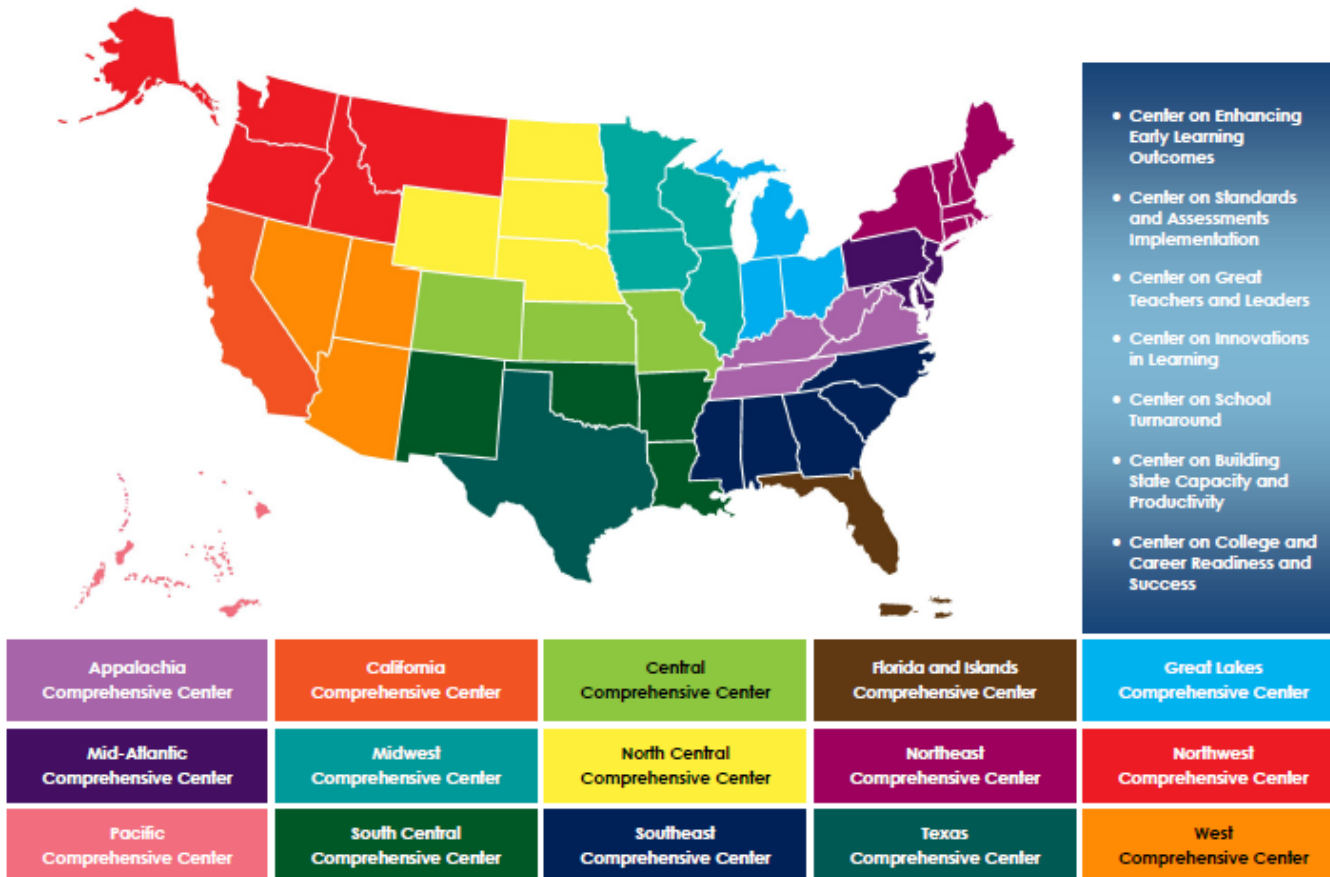 • Center on Enhancing
Early Learning
Outcomes
• Center on Standards
and Assessments
Implementation
• Center on Great
Teachers and Leaders
• Center on Innovations
in Learning
• Center on School
Turnaround
• Center on Building
State Capacity and
Productivity
• Center on College and
Career Readiness and
Success
Appalachia
Comprehensive Center
California
Comprehensive Center
Central
Comprehensive Center
Florida and Islands
Comprehensive Center
Great Lakes
Comprehensive Center
Mid-Atlantic
Comprehensive Center
Midwest
Comprehensive Center
North Central
Comprehensive Center
Northeast
Comprehensive Center
Northwest
Comprehensive Center
Pacific
Comprehensive Center
South Central
Comprehensive Center
Southeast
Comprehensive Center
Texas
Comprehensive Center
West
Comprehensive Center